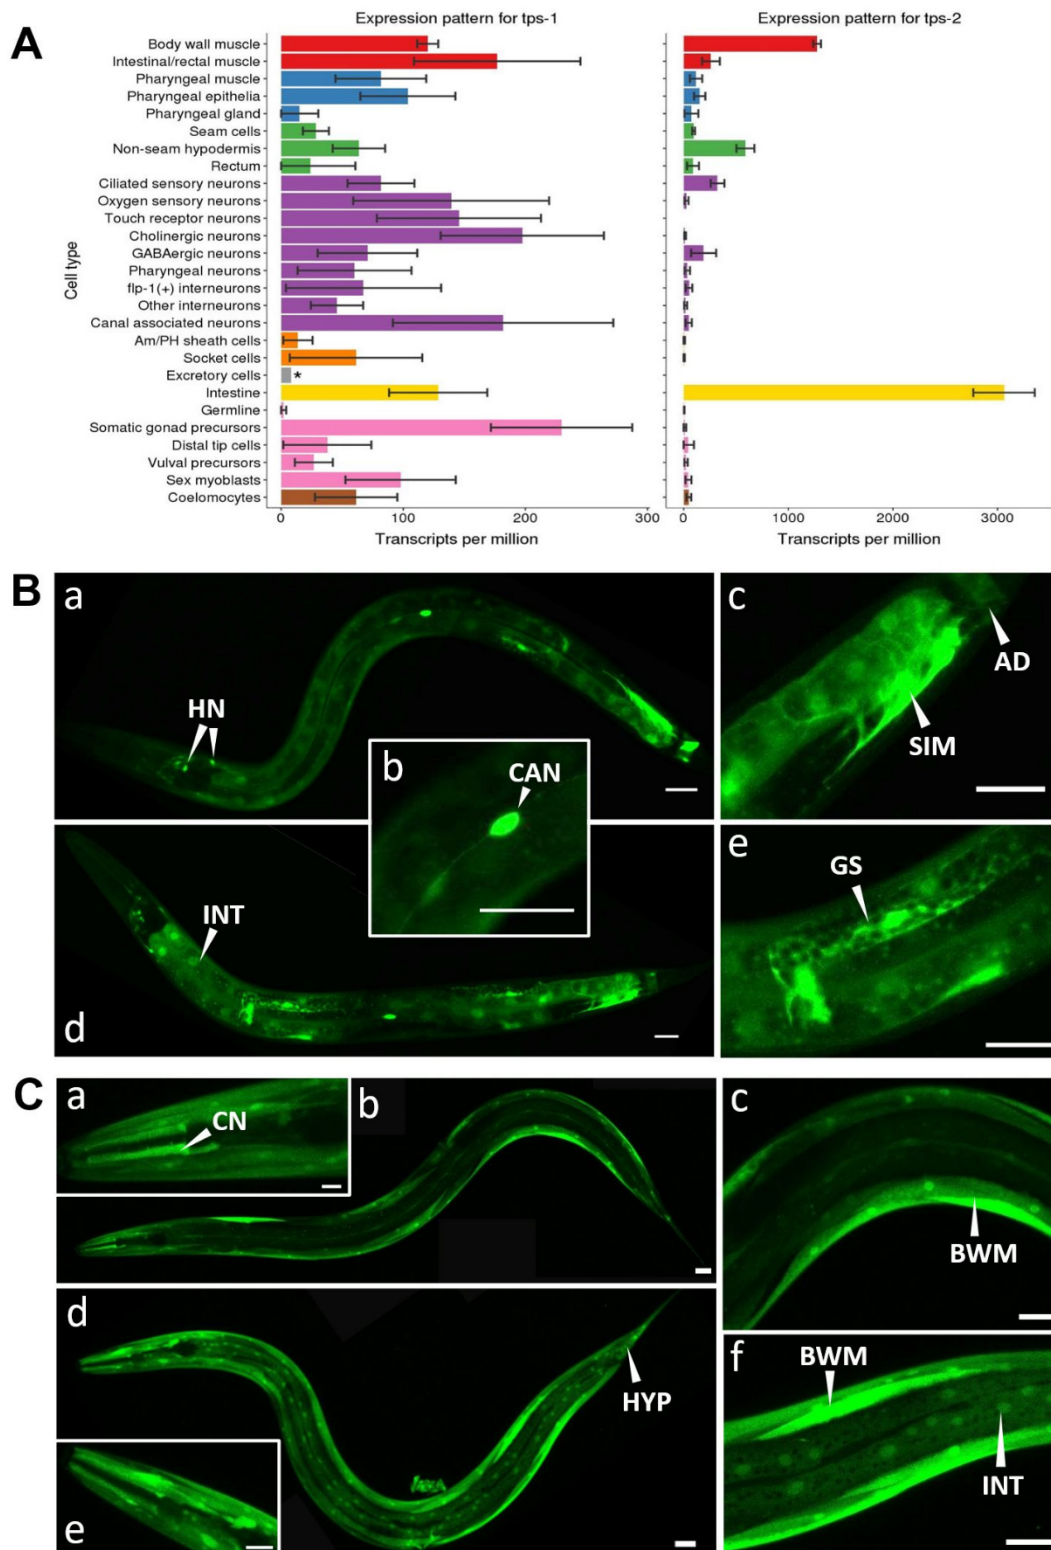 A
Expression pattern for tps-1
Expression pattern for tps-2
Cell type
Body wall muscle
Intestinal/rectal muscle
Pharyngeal muscle
Pharyngeal epithelia
Pharyngeal gland
Seam cells
Non-seam hypodermis
Rectum
Ciliated sensory neurons
Oxygen sensory neurons
Touch receptor neurons
Cholinergic neurons
GABAergic neurons
Pharyngeal neurons
flp-1(+) interneurons
Other interneurons
Canal associated neurons
Am/PH sheath cells
Socket cells
Excretory cells *
Intestine
Germline
Somatic gonad precursors
Distal tip cells
Vulval precursors
Sex myoblasts
Coelomocytes
0 100 200 300
0 1000 2000 3000
Transcripts per million
Transcripts per million
B
a
HN
b
CAN
c
AD
SIM
d
INT
e
GS
C
a
CN
b
c
BWM
d
HYP
e
f
BWM
INT